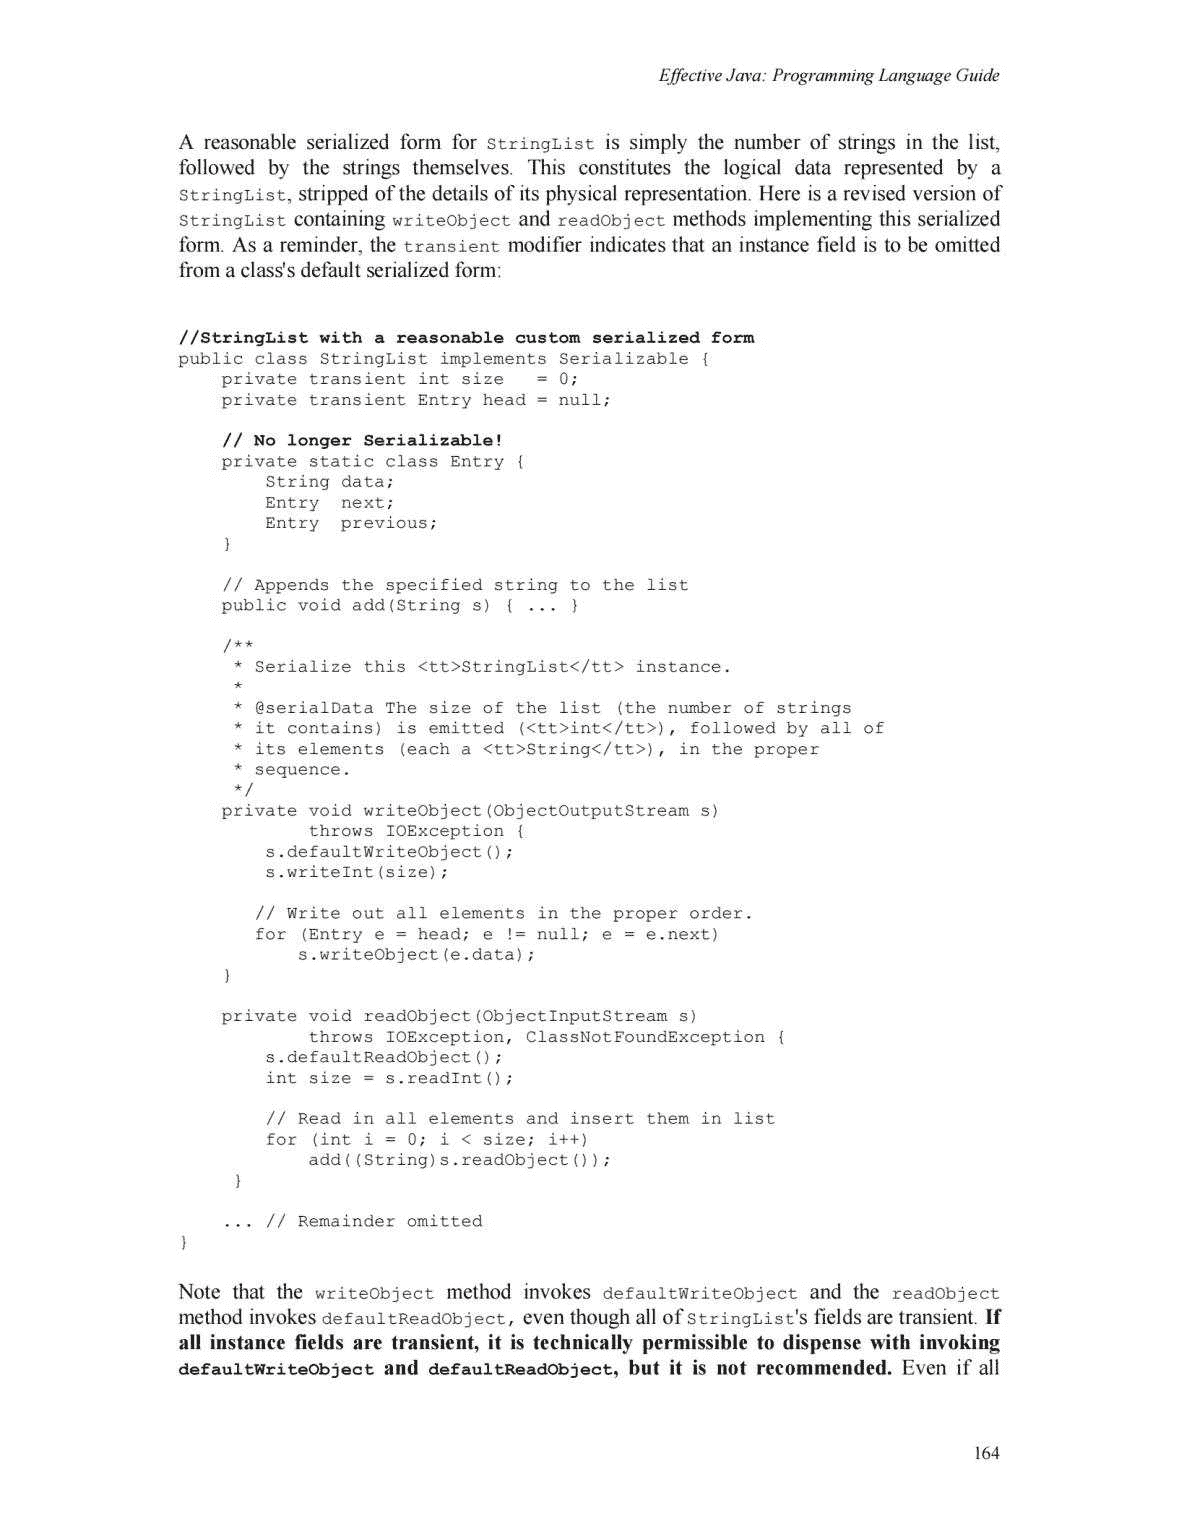 Effective Java: Programming Language Guide
A reasonable serialized form for StringList is simply the number of strings in the list,
followed by the strings themselves. This constitutes the logical data represented by a
StringList, stripped of the details of its physical representation. Here is a revised version of
StringList containing writeObject and readObject methods implementing this serialized
form. As a reminder, the transient modifier indicates that an instance field is to be omitted
from a class's default serialized form:
//StringList with a reasonable custom serialized form
public class StringList implements Serializable {
    private transient int size   = 0;
    private transient Entry head = null;
    // No longer Serializable!
    private static class Entry {
        String data;
        Entry  next;
        Entry  previous;
    }
    // Appends the specified string to the list
    public void add(String s) { ... }
    /**
     * Serialize this <tt>StringList</tt> instance.
     *
     * @serialData The size of the list (the number of strings
     * it contains) is emitted (<tt>int</tt>), followed by all of
     * its elements (each a <tt>String</tt>), in the proper
     * sequence.
     */
    private void writeObject(ObjectOutputStream s)
            throws IOException {
        s.defaultWriteObject();
        s.writeInt(size);
       // Write out all elements in the proper order.
       for (Entry e = head; e != null; e = e.next)
           s.writeObject(e.data);
    }
    private void readObject(ObjectInputStream s)
            throws IOException, ClassNotFoundException {
        s.defaultReadObject();
        int size = s.readInt();
        // Read in all elements and insert them in list
        for (int i = 0; i < size; i++)
            add((String)s.readObject());
     }
    ... // Remainder omitted
}
Note that the writeObject method invokes defaultWriteObject and the readObject
method invokes defaultReadObject, even though all of StringList's fields are transient. If
all instance fields are transient, it is technically permissible to dispense with invoking
defaultWriteObject and defaultReadObject, but it is not recommended. Even if all
164